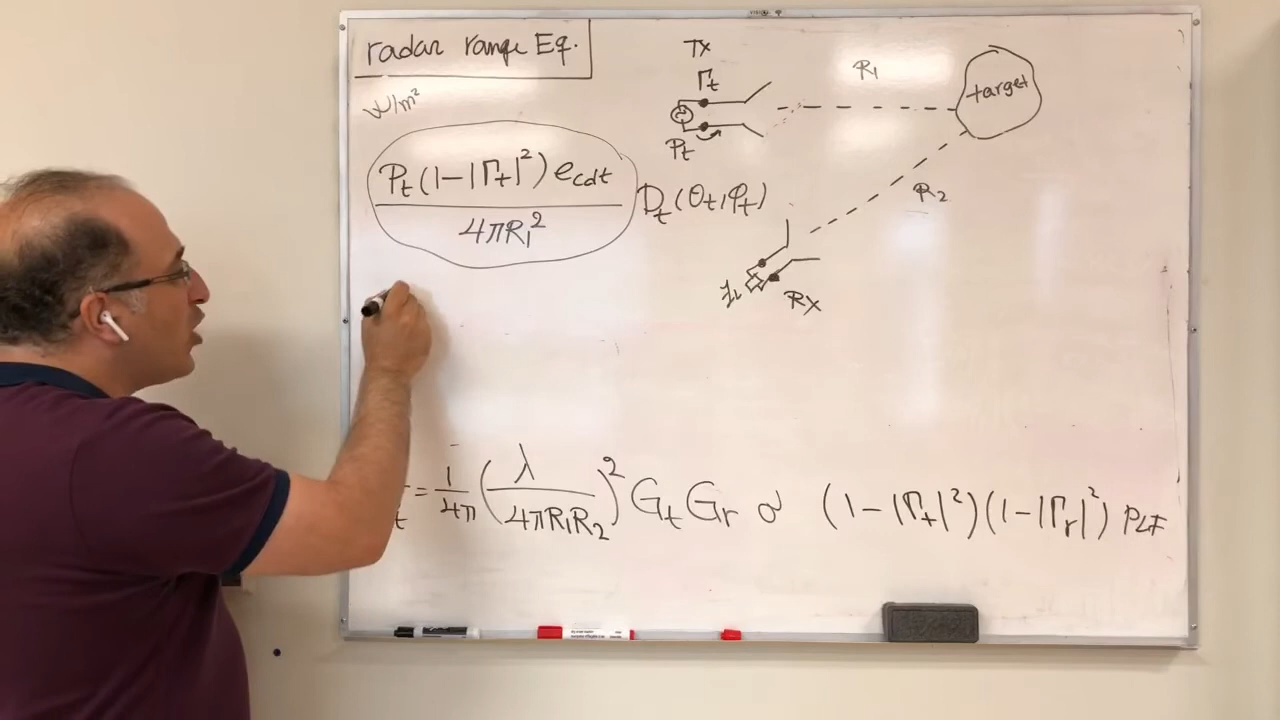 radar range Eq.
W/m²
Pt(1-|Γt|²)ecdt
4πR₁²
Dt(θt,φt)
TX
Γt
Pt
R₁
target
R₂
RX
t = 1/4π (λ/4πR₁R₂)² Gt Gr σ (1-|Γt|²)(1-|Γr|²) PLF